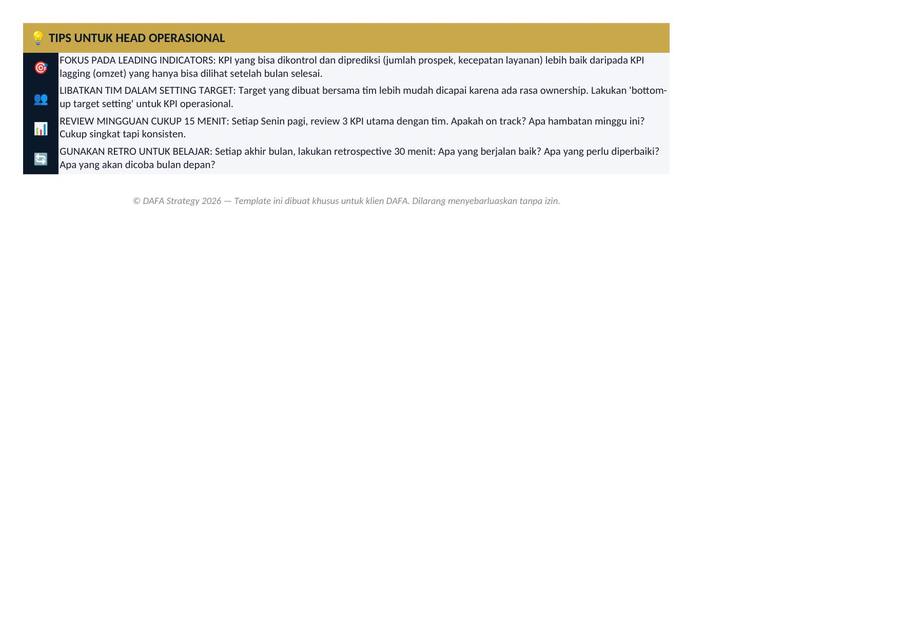 TIPS UNTUK HEAD OPERASIONAL
FOKUS PADA LEADING INDICATORS: KPI yang bisa dikontrol dan diprediksi (jumlah prospek, kecepatan layanan) lebih baik daripada KPI
lagging (omzet) yang hanya bisa dilihat setelah bulan selesai.
LIBATKAN TIM DALAM SETTING TARGET: Target yang dibuat bersama tim lebih mudah dicapai karena ada rasa ownership. Lakukan 'bottom-
up target setting' untuk KPI operasional.
REVIEW MINGGUAN CUKUP 15 MENIT: Setiap Senin pagi, review 3 KPI utama dengan tim. Apakah on track? Apa hambatan minggu ini?
Cukup singkat tapi konsisten.
GUNAKAN RETRO UNTUK BELAJAR: Setiap akhir bulan, lakukan retrospective 30 menit: Apa yang berjalan baik? Apa yang perlu diperbaiki?
Apa yang akan dicoba bulan depan?
© DAFA Strategy 2026 — Template ini dibuat khusus untuk klien DAFA. Dilarang menyebarluaskan tanpa izin.